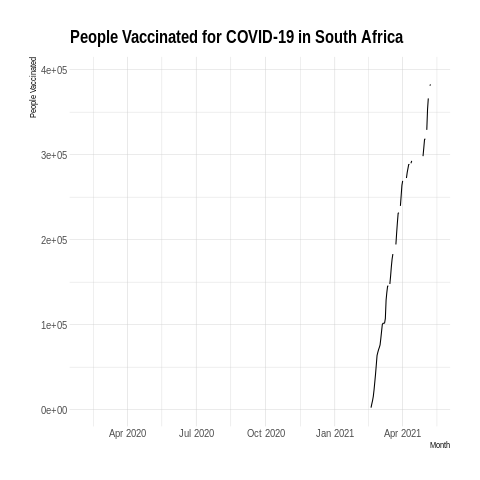 People Vaccinated for COVID-19 in South Africa
People Vaccinated
4e+05
3e+05
2e+05
1e+05
0e+00
Apr 2020 Jul 2020 Oct 2020 Jan 2021 Apr 2021
Month